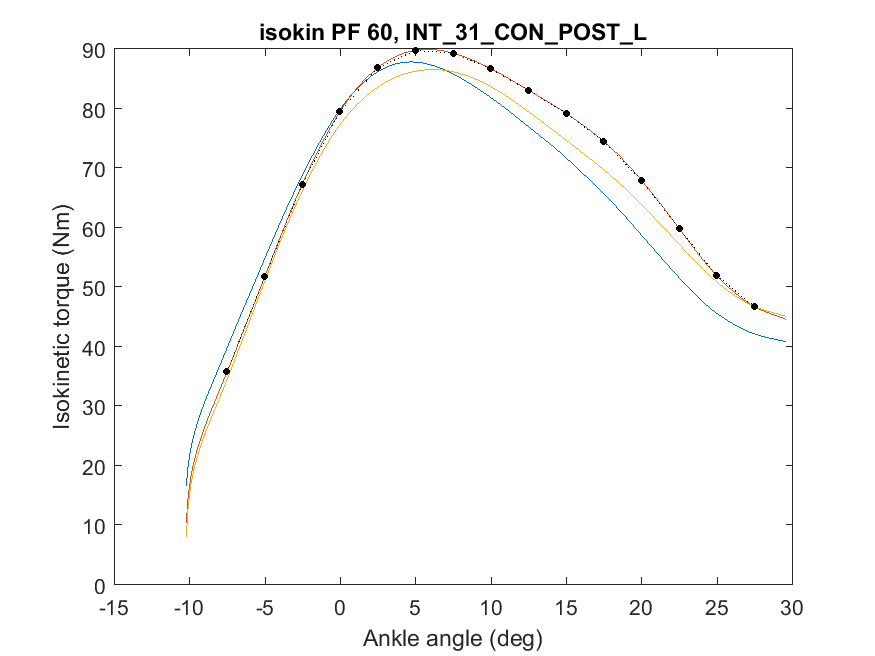 isokin PF 60, INT_31_CON_POST_L
90
80
70
60
50
40
30
20
10
0
Isokinetic torque (Nm)
-15 -10 -5 0 5 10 15 20 25 30
Ankle angle (deg)